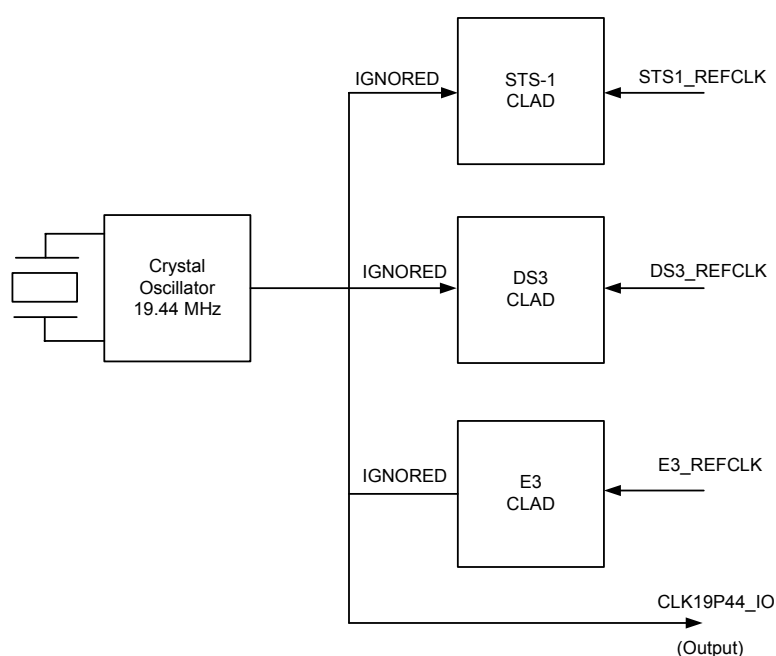 IGNORED
STS-1
CLAD
STS1_REFCLK
Crystal
Oscillator
19.44 MHz
IGNORED
DS3
CLAD
DS3_REFCLK
IGNORED
E3
CLAD
E3_REFCLK
CLK19P44_IO
(Output)